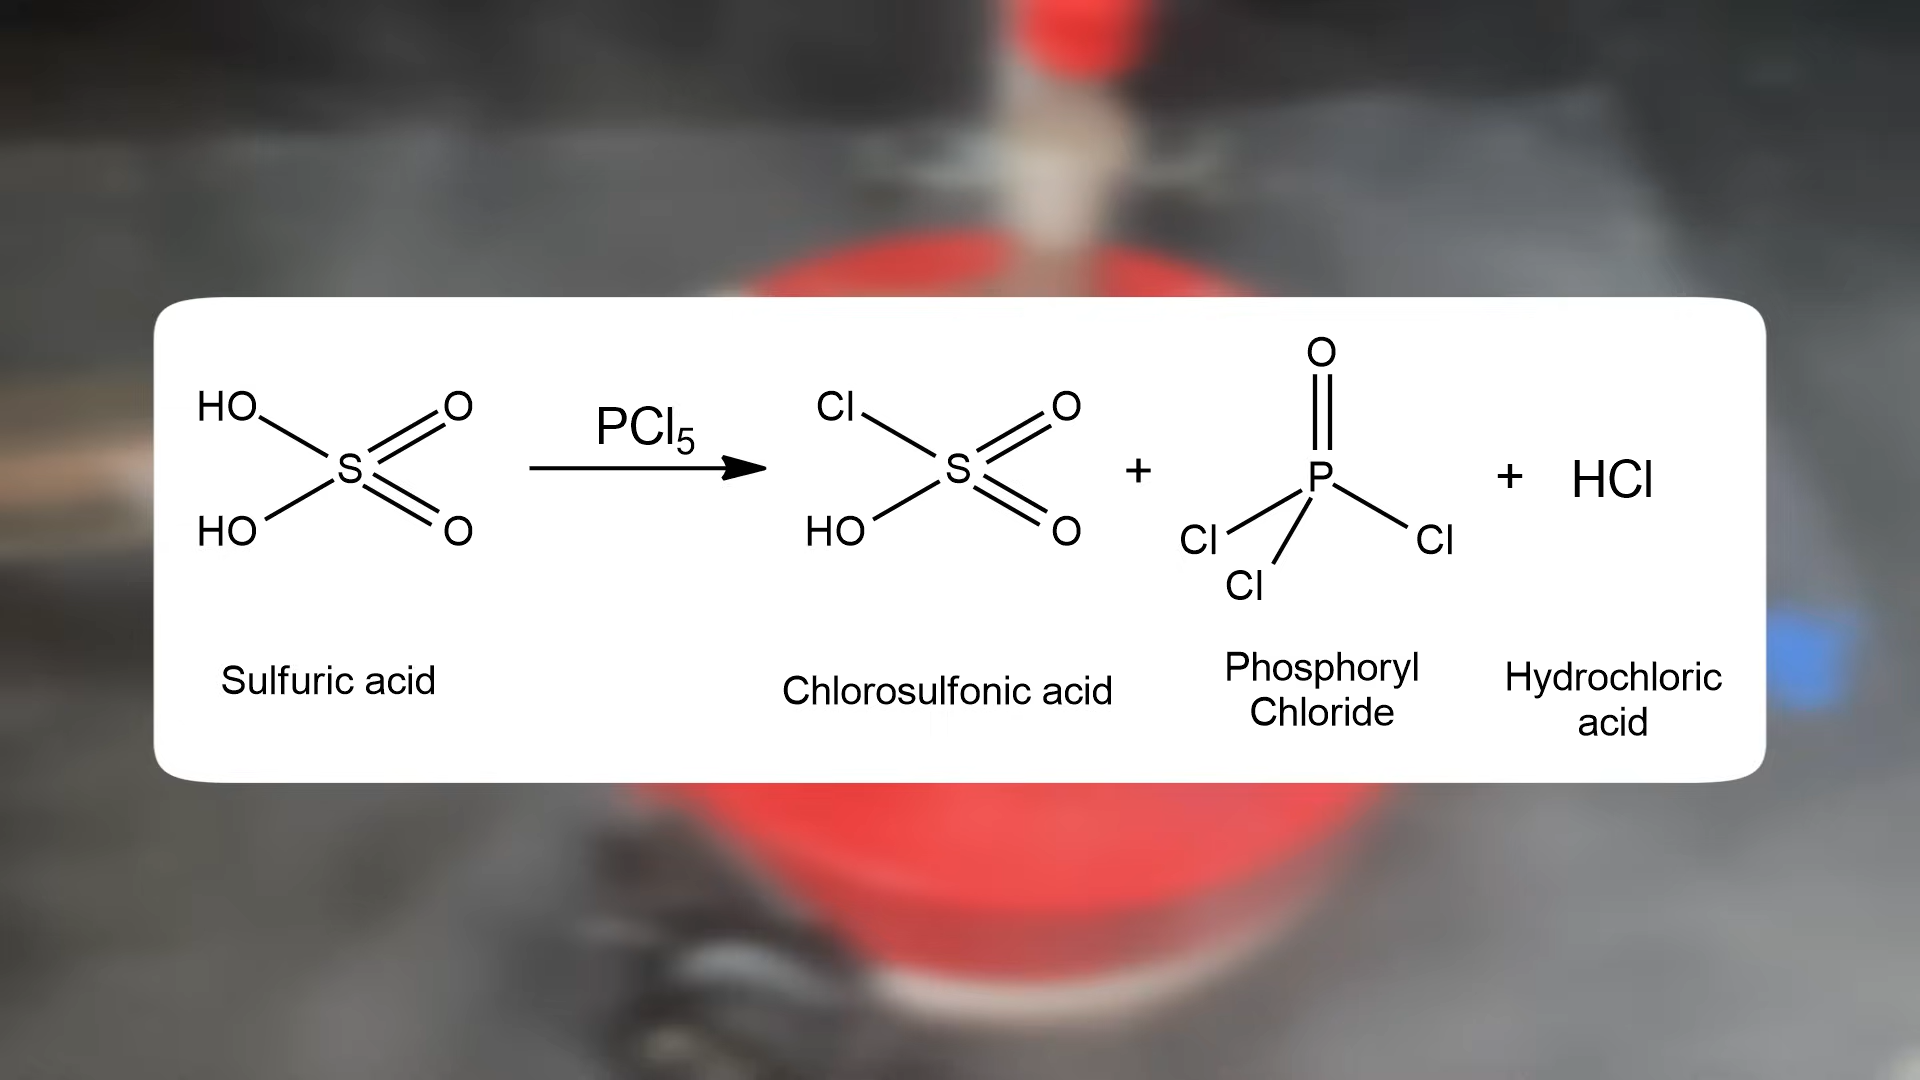 HO
O
S
HO
O
PCl₅
Cl
O
S
HO
O
+
O
P
Cl
Cl
Cl
+
HCl
Sulfuric acid
Chlorosulfonic acid
Phosphoryl
Chloride
Hydrochloric
acid